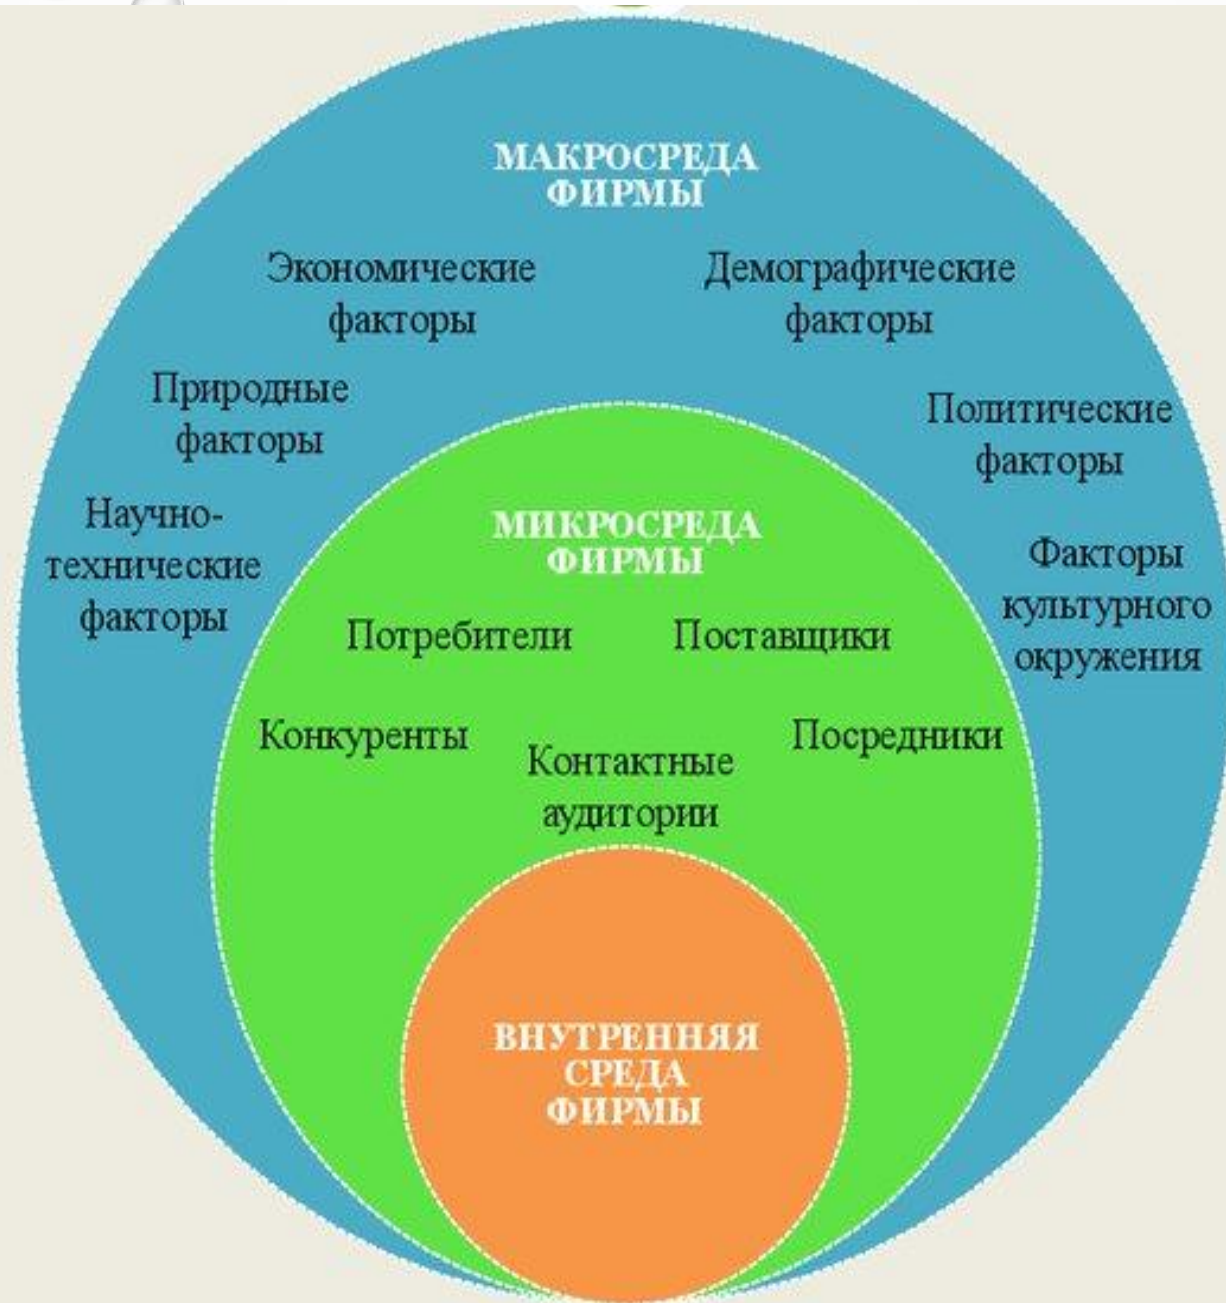 МАКРОСРЕДА
ФИРМЫ
Экономические
факторы
Демографические
факторы
Природные
факторы
Политические
факторы
Научно-
технические
факторы
Факторы
культурного
окружения
МИКРОСРЕДА
ФИРМЫ
Потребители
Поставщики
Конкуренты
Контактные
аудитории
Посредники
ВНУТРЕННЯЯ
СРЕДА
ФИРМЫ